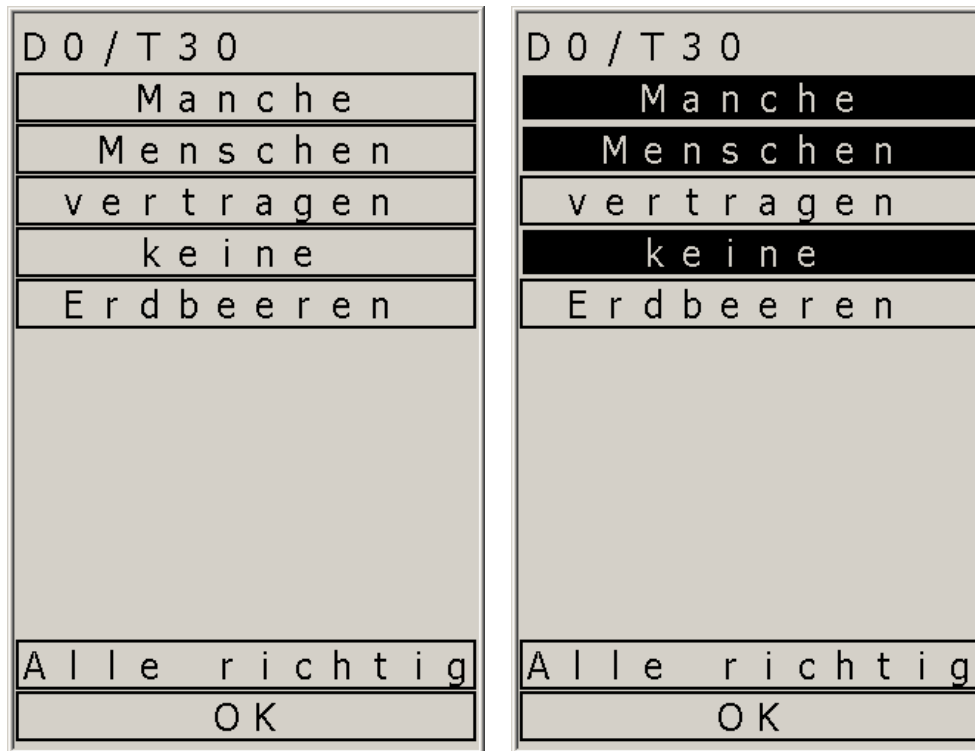 D0/T30
Manche
Menschen
vertragen
keine
Erdbeeren
Alle richtig
OK
D0/T30
Manche
Menschen
vertragen
keine
Erdbeeren
Alle richtig
OK